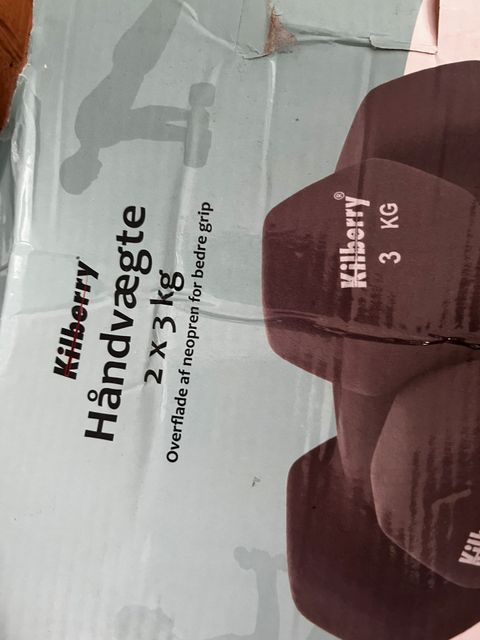 Kilberry
Håndvægte
2 x 3 kg
Overflade af neopren for bedre grip
Kilberry®
3 KG